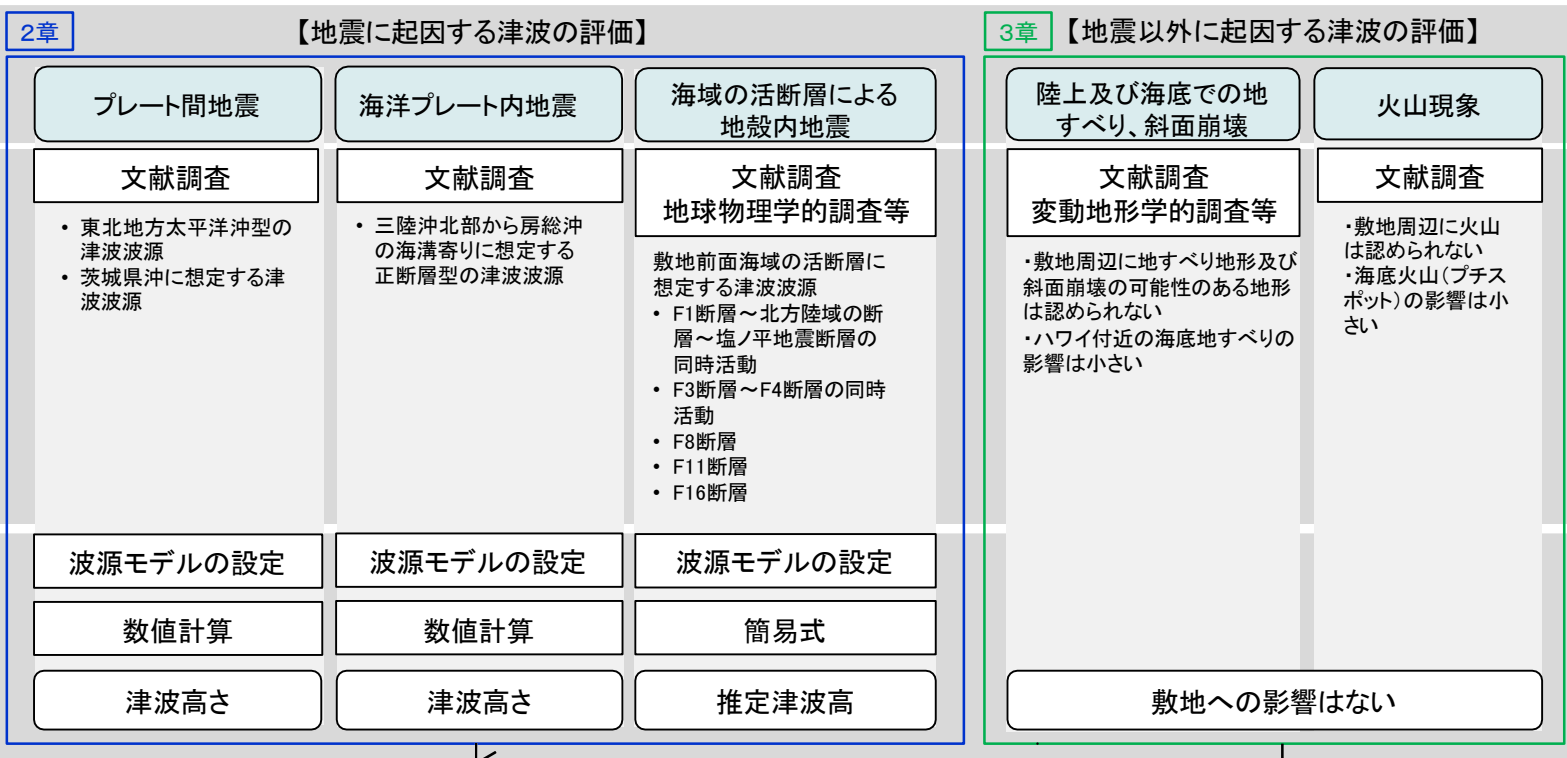 2章
【地震に起因する津波の評価】
プレート間地震
文献調査
• 東北地方太平洋沖型の
津波波源
• 茨城県沖に想定する津
波波源
波源モデルの設定
数値計算
津波高さ
海洋プレート内地震
文献調査
• 三陸沖北部から房総沖
の海溝寄りに想定する
正断層型の津波波源
波源モデルの設定
数値計算
津波高さ
海域の活断層による
地殻内地震
文献調査
地球物理学的調査等
敷地前面海域の活断層に
想定する津波波源
• F1断層～北方陸域の断
層～塩ノ平地震断層の
同時活動
• F3断層～F4断層の同時
活動
• F8断層
• F11断層
• F16断層
波源モデルの設定
簡易式
推定津波高
3章
【地震以外に起因する津波の評価】
陸上及び海底での地
すべり、斜面崩壊
文献調査
変動地形学的調査等
・敷地周辺に地すべり地形及び
斜面崩壊の可能性のある地形
は認められない
・ハワイ付近の海底地すべりの
影響は小さい
火山現象
文献調査
・敷地周辺に火山
は認められない
・海底火山(プチス
ポット)の影響は小
さい
敷地への影響はない